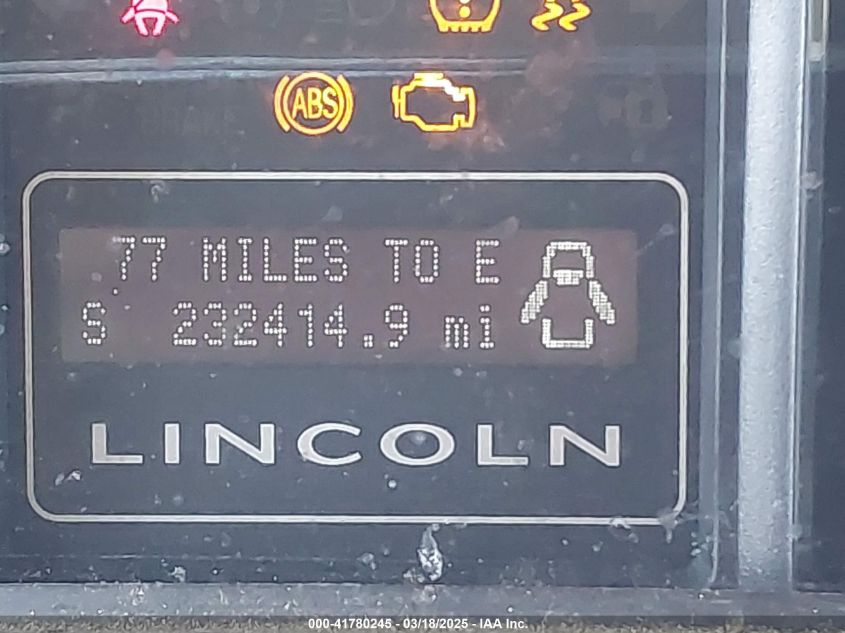 ABS
77 MILES TO E
S 232414.9 mi
LINCOLN
000-41780245 - 03/18/2025 - IAA Inc.